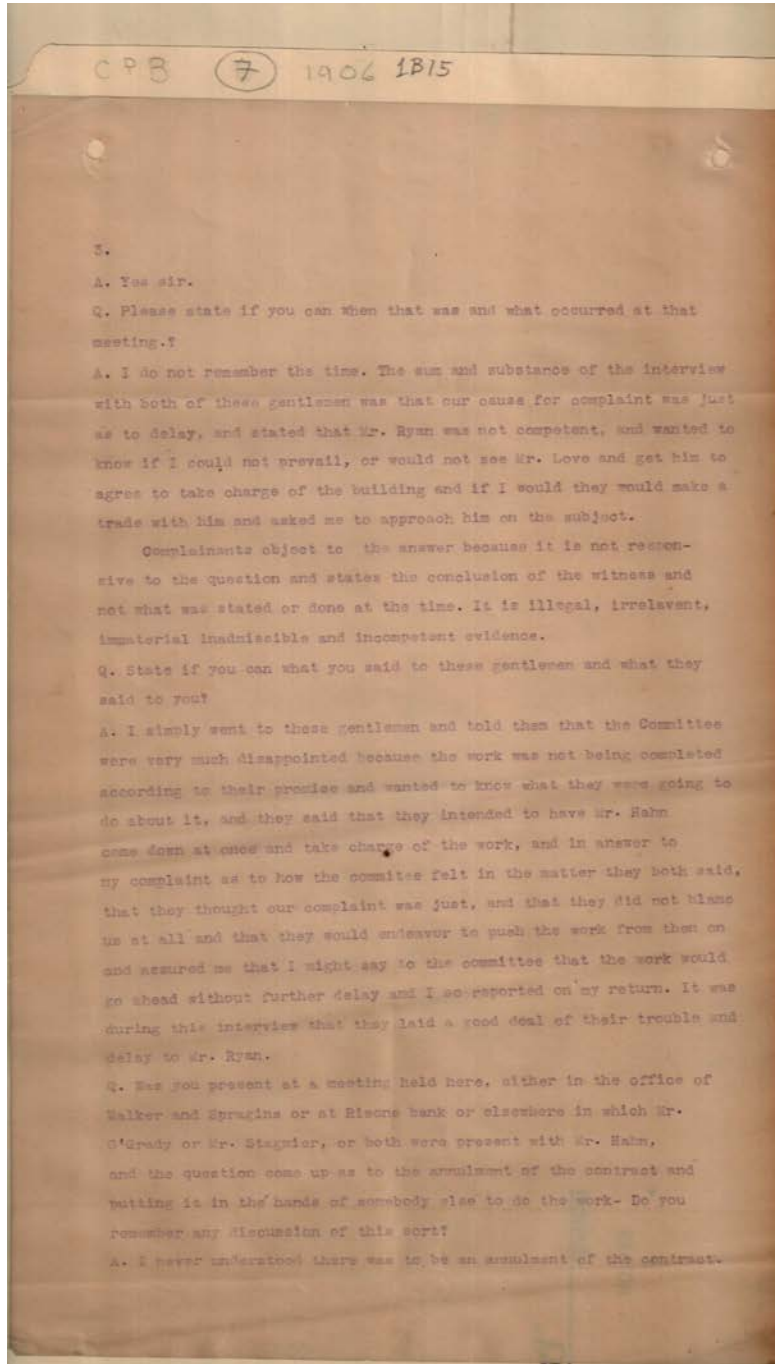 CPB 7 1906 1B15
3.
A. Yes sir.
Q. Please state if you can when that was and what occurred at that
meeting.?
A. I do not remember the time. The sum and substance of the interview
with both of these gentlemen was that our cause for complaint was just
as to delay, and stated that Mr. Ryan was not competent, and wanted to
know if I could not prevail, or would not see Mr. Love and get him to
agree to take charge of the building and if I would they would make a
trade with him and asked me to approach him on the subject.
Complainants object to the answer because it is not respon-
sive to the question and states the conclusion of the witness and
not what was stated or done at the time. It is illegal, irrelavent,
immaterial inadmissible and incompetent evidence.
Q. State if you can what you said to these gentlemen and what they
said to you?
A. I simply went to these gentlemen and told them that the Committee
were very much disappointed because the work was not being completed
according to their promise and wanted to know what they were going to
do about it, and they said that they intended to have Mr. Hahn
come down at once and take charge of the work, and in answer to
my complaint as to how the commitee felt in the matter they both said,
that they thought our complaint was just, and that they did not blame
us at all and that they would endeavor to push the work from then on
and assured me that I might say to the committee that the work would
go ahead without further delay and I so reported on my return. It was
during this interview that they laid a good deal of their trouble and
delay to Mr. Ryan.
Q. Was you present at a meeting held here, either in the office of
Walker and Spragins or at Risons bank or elsewhere in which Mr.
O'Grady or Mr. Stagmier, or both were present with Mr. Hahn,
and the question come up as to the annulment of the contract and
putting it in the hands of somebody else to do the work- Do you
remember any discussion of this sort?
A. I never understood there was to be an annulment of the contract.